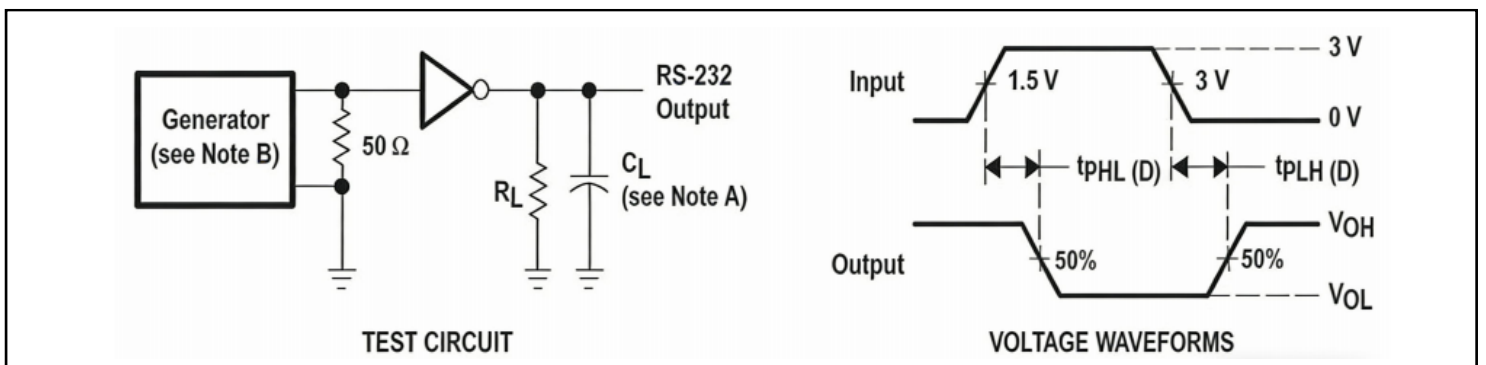 Generator
(see Note B)
50 Ω
RS-232
Output
RL
CL
(see Note A)
TEST CIRCUIT
Input
1.5 V
3 V
3 V
0 V
tPHL (D)
tPLH (D)
Output
50%
50%
VOH
VOL
VOLTAGE WAVEFORMS